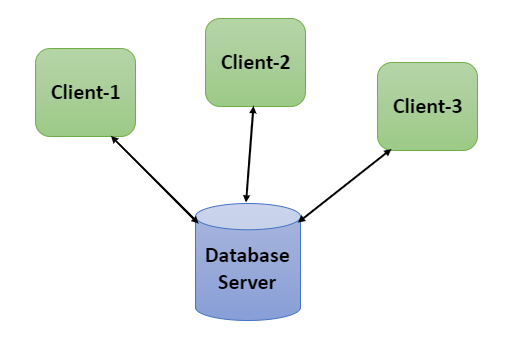 Client-1
Client-2
Client-3
Database
Server